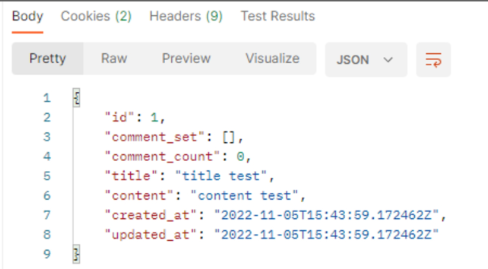 Body Cookies (2) Headers (9) Test Results
Pretty Raw Preview Visualize JSON
1 {
2 "id": 1,
3 "comment_set": [],
4 "comment_count": 0,
5 "title": "title test",
6 "content": "content test",
7 "created_at": "2022-11-05T15:43:59.172462Z",
8 "updated_at": "2022-11-05T15:43:59.172462Z"
9 }